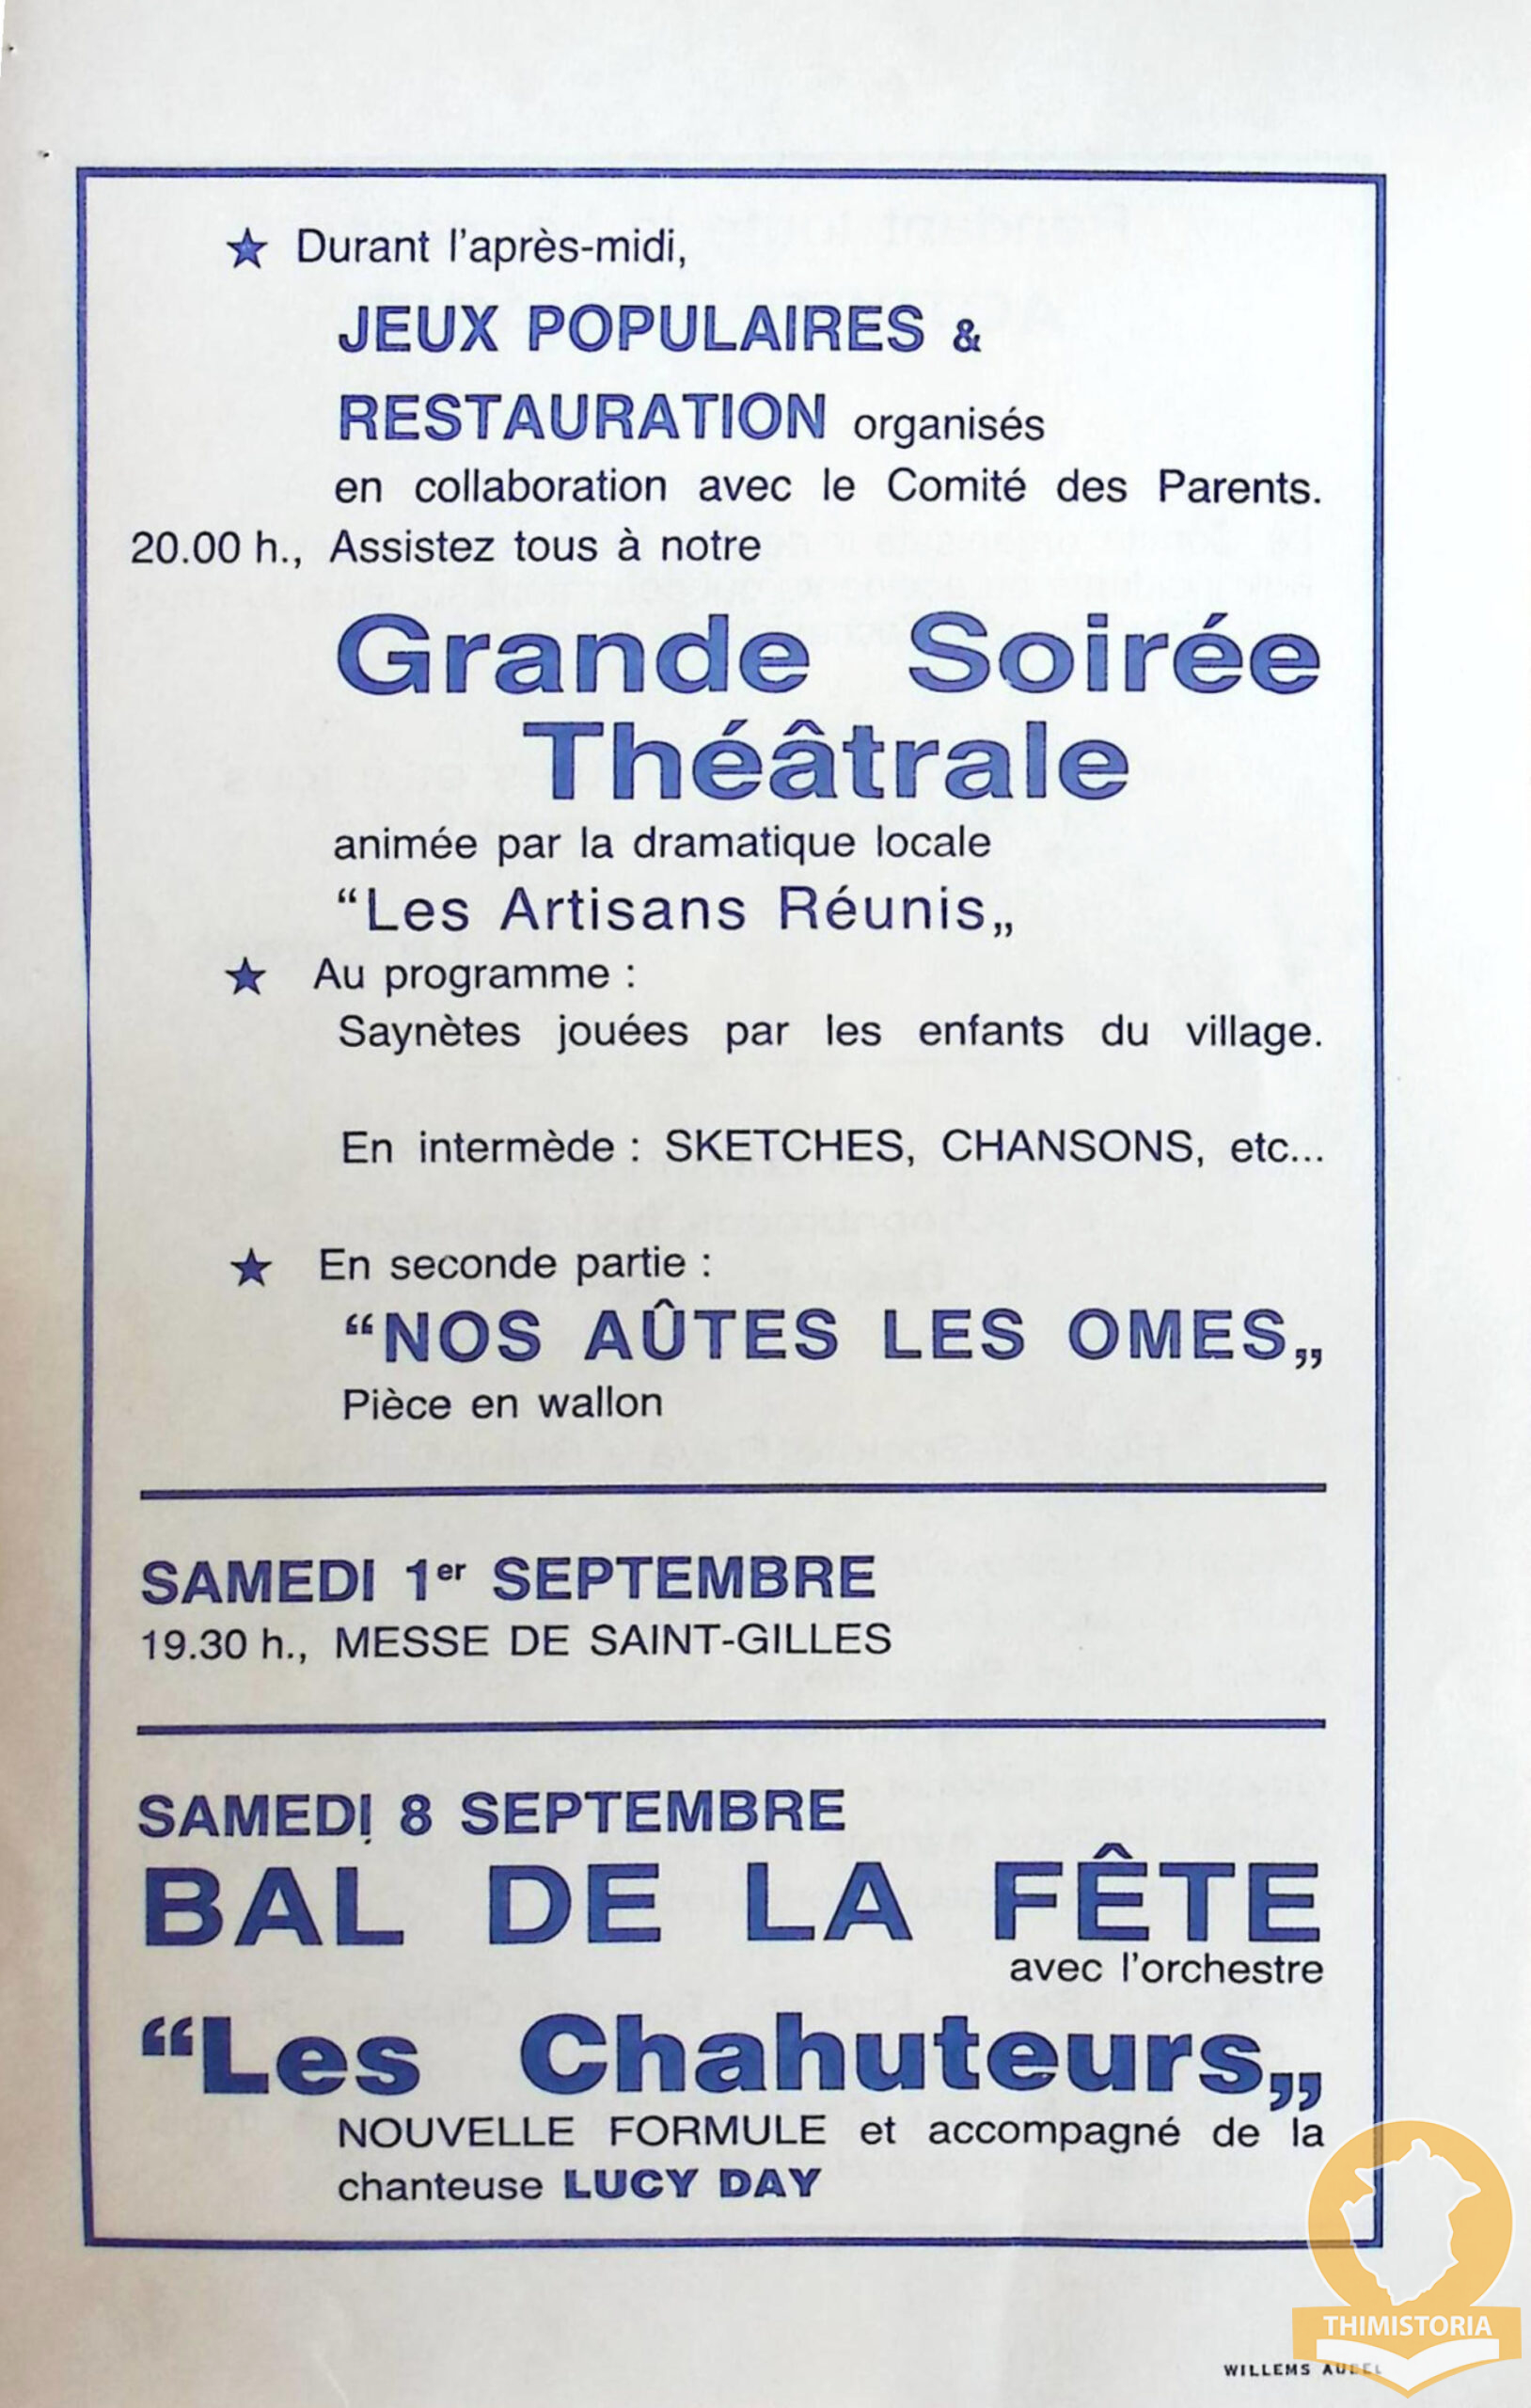 ★ Durant l'après-midi,
JEUX POPULAIRES &
RESTAURATION organisés
en collaboration avec le Comité des Parents.
20.00 h., Assistez tous à notre
Grande Soirée
Théâtrale
animée par la dramatique locale
“Les Artisans Réunis„
★ Au programme :
Saynètes jouées par les enfants du village.
En intermède : SKETCHES, CHANSONS, etc...
★ En seconde partie :
“NOS AÛTES LES OMES„
Pièce en wallon
SAMEDI 1er SEPTEMBRE
19.30 h., MESSE DE SAINT-GILLES
SAMEDI 8 SEPTEMBRE
BAL DE LA FÊTE
avec l'orchestre
“Les Chahuteurs„
NOUVELLE FORMULE et accompagné de la
chanteuse LUCY DAY
THIMISTORIA
WILLEMS AUBEL